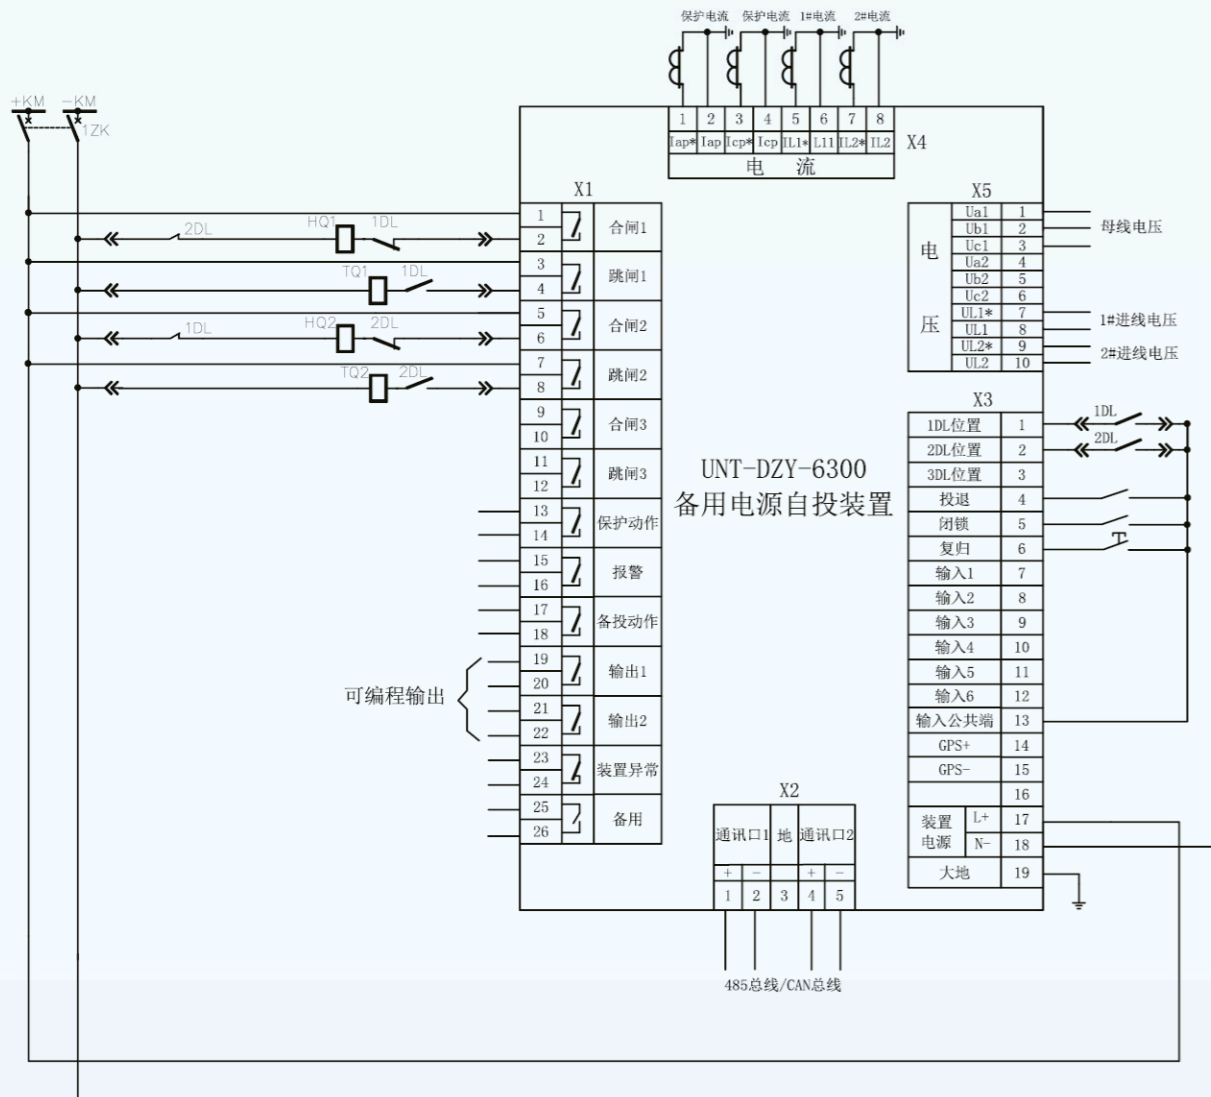 保护电流 保护电流 1#电流 2#电流
+KM -KM
1ZK
1 2 3 4 5 6 7 8
Iap* Iap Icp* Icp IL1* L11 IL2* IL2
X4
电 流
X1
1
2
合闸1
2DL HQ1 1DL
3
4
跳闸1
TQ1 1DL
5
6
合闸2
1DL HQ2 2DL
7
8
跳闸2
TQ2 2DL
9
10
合闸3
11
12
跳闸3
13
14
保护动作
15
16
报警
17
18
备投动作
19
20
输出1
21
22
输出2
可编程输出
23
24
装置异常
25
26
备用
UNT-DZY-6300
备用电源自投装置
X5
电压
Ua1 1
Ub1 2
Uc1 3
母线电压
Ua2 4
Ub2 5
Uc2 6
UL1* 7
UL1 8
1#进线电压
UL2* 9
UL2 10
2#进线电压
X3
1DL位置 1
1DL
2DL位置 2
2DL
3DL位置 3
投退 4
闭锁 5
复归 6
输入1 7
输入2 8
输入3 9
输入4 10
输入5 11
输入6 12
输入公共端 13
GPS+ 14
GPS- 15
16
装置电源
L+ 17
N- 18
大地 19
X2
通讯口1 地 通讯口2
+ - + -
1 2 3 4 5
485总线/CAN总线